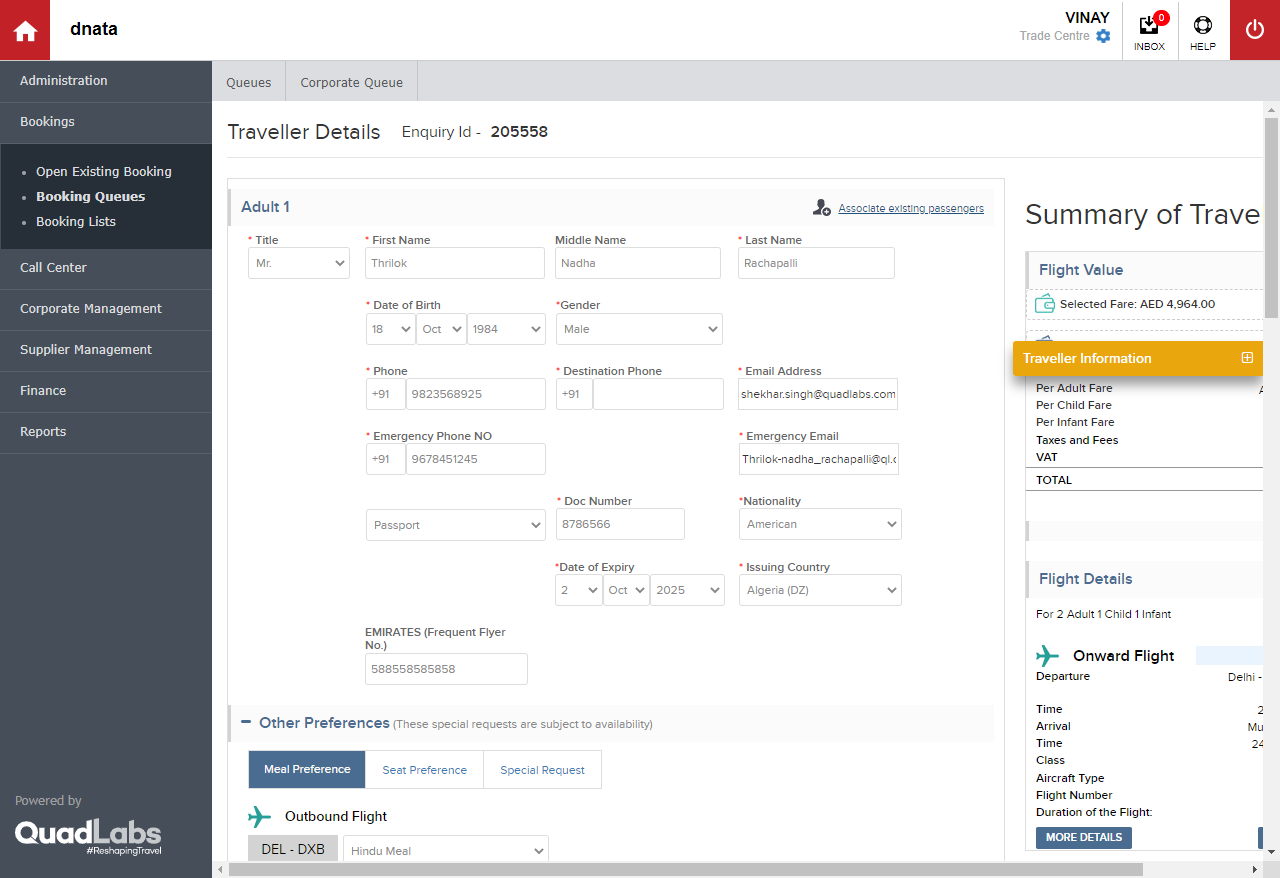 dnata
VINAY
Trade Centre
0
INBOX
HELP
Administration
Bookings
Open Existing Booking
Booking Queues
Booking Lists
Call Center
Corporate Management
Supplier Management
Finance
Reports
Powered by
QuadLabs
#ReshapingTravel
Queues
Corporate Queue
Traveller Details Enquiry Id - 205558
Adult 1
Associate existing passengers
* Title * First Name Middle Name * Last Name
Mr. Thrilok Nadha Rachapalli
* Date of Birth *Gender
18 Oct 1984 Male
* Phone * Destination Phone * Email Address
+91 9823568925 +91 shekhar.singh@quadlabs.com
* Emergency Phone NO * Emergency Email
+91 9678451245 Thrilok-nadha_rachapalli@ql.c
* Doc Number *Nationality
Passport 8786566 American
*Date of Expiry * Issuing Country
2 Oct 2025 Algeria (DZ)
EMIRATES (Frequent Flyer
No.)
588558585858
Other Preferences (These special requests are subject to availability)
Meal Preference Seat Preference Special Request
Outbound Flight
DEL - DXB Hindu Meal
Summary of Travel
Flight Value
Selected Fare: AED 4,964.00
Traveller Information
Per Adult Fare
Per Child Fare
Per Infant Fare
Taxes and Fees
VAT
TOTAL
Flight Details
For 2 Adult 1 Child 1 Infant
Onward Flight
Departure Delhi -
Time 2
Arrival Mu
Time 24
Class
Aircraft Type
Flight Number
Duration of the Flight:
MORE DETAILS